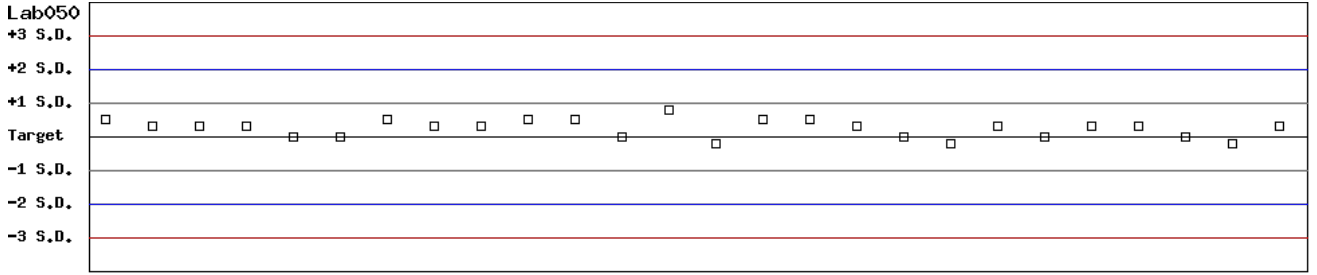 Lab050
+3 S.D.
+2 S.D.
+1 S.D.
Target
-1 S.D.
-2 S.D.
-3 S.D.